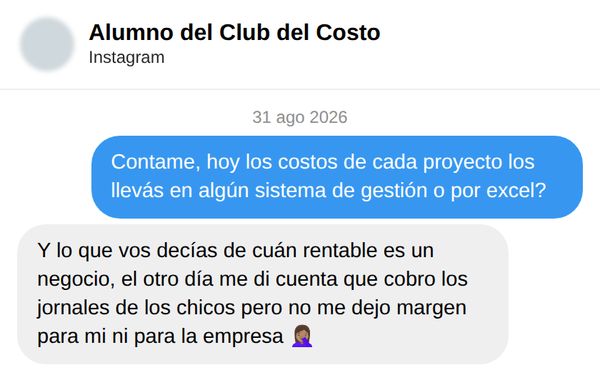 Alumno del Club del Costo
Instagram
31 ago 2026
Contame, hoy los costos de cada proyecto los
llevás en algún sistema de gestión o por excel?
Y lo que vos decías de cuán rentable es un
negocio, el otro día me di cuenta que cobro los
jornales de los chicos pero no me dejo margen
para mi ni para la empresa 🤦🏽‍♀️